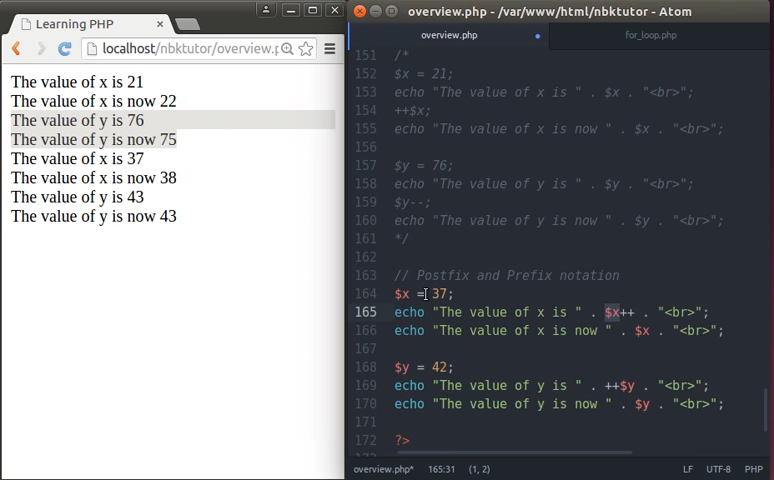 Learning PHP
localhost/nbktutor/overview.p
The value of x is 21
The value of x is now 22
The value of y is 76
The value of y is now 75
The value of x is 37
The value of x is now 38
The value of y is 43
The value of y is now 43
overview.php - /var/www/html/nbktutor - Atom
overview.php
for_loop.php
151 /*
152 $x = 21;
153 echo "The value of x is " . $x . "<br>";
154 ++$x;
155 echo "The value of x is now " . $x . "<br>";
156
157 $y = 76;
158 echo "The value of y is " . $y . "<br>";
159 $y--;
160 echo "The value of y is now " . $y . "<br>";
161 */
162
163 // Postfix and Prefix notation
164 $x = 37;
165 echo "The value of x is " . $x++ . "<br>";
166 echo "The value of x is now " . $x . "<br>";
167
168 $y = 42;
169 echo "The value of y is " . ++$y . "<br>";
170 echo "The value of y is now " . $y . "<br>";
171
172 ?>
overview.php* 165:31 (1, 2) LF UTF-8 PHP